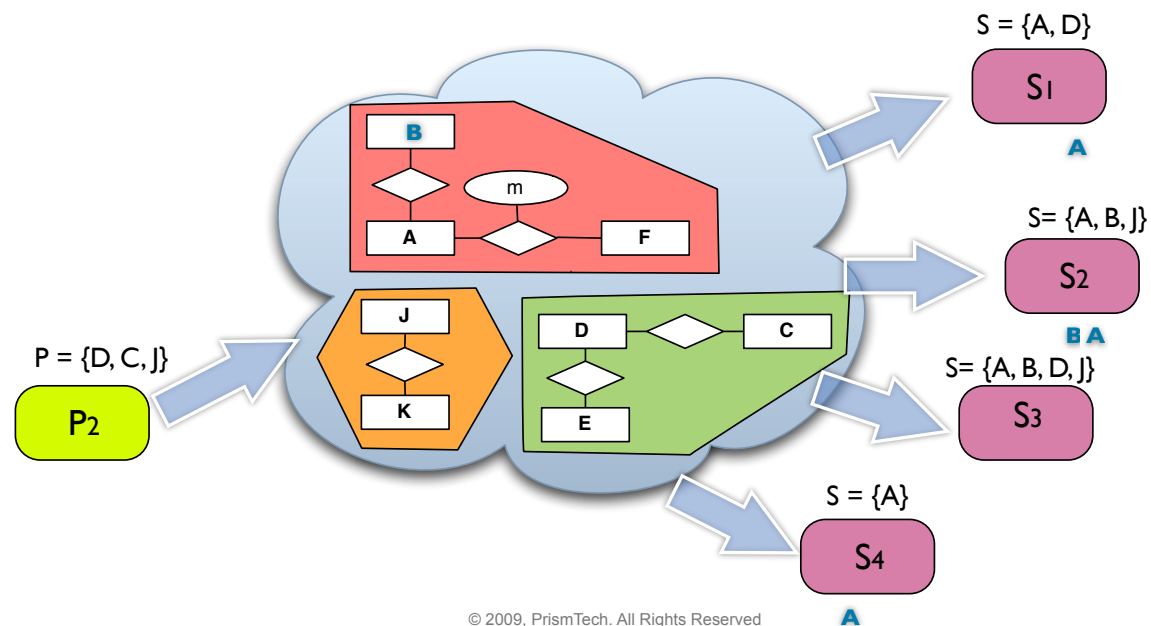 S = {A, D}
S1
A
B
m
A
F
S= {A, B, J}
S2
B A
J
D
C
P = {D, C, J}
S= {A, B, D, J}
P2
K
E
S3
S = {A}
S4
© 2009, PrismTech. All Rights Reserved
A